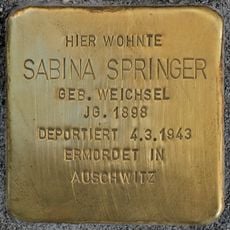 HIER WOHNTE
SABINA SPRINGER
GEB. WEICHSEL
JG. 1898
DEPORTIERT 4.3.1943
ERMORDET IN
AUSCHWITZ